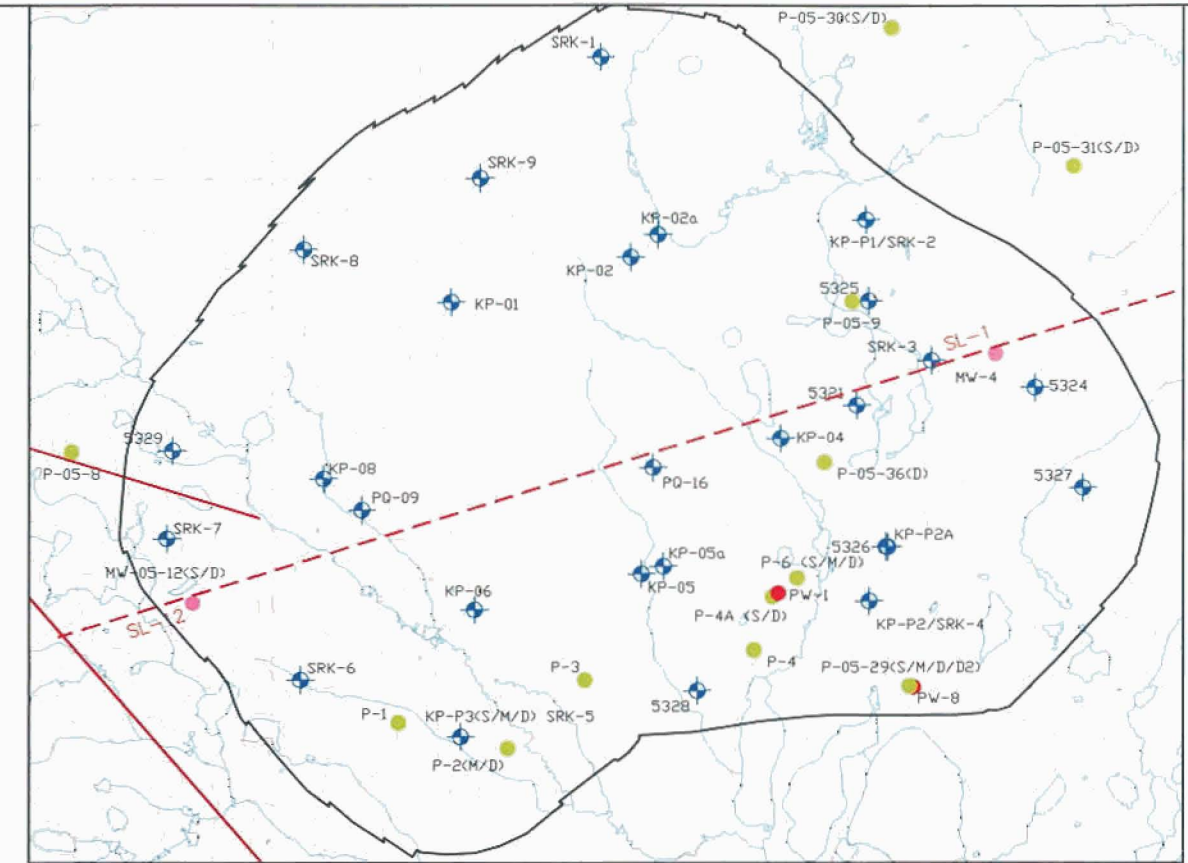 P-05-30(S/D)
SRK-1
P-05-31(S/D)
SRK-9
KP-02a
KP-P1/SRK-2
SRK-8
KP-02
5325
KP-01
P-05-9
SL-1
SRK-3
MW-4
5324
5321
KP-04
5329
KP-08
P-05-8
P-05-36(D)
PQ-16
5327
PQ-09
SRK-7
KP-P2A
5326
KP-05a
P-6 (S/M/D)
MW-05-12(S/D)
KP-05
KP-06
PW-1
P-4A (S/D)
KP-P2/SRK-4
P-4
SRK-6
P-3
P-05-29(S/M/D/D2)
PW-8
5328
P-1
KP-P3(S/M/D) SRK-5
P-2(M/D)